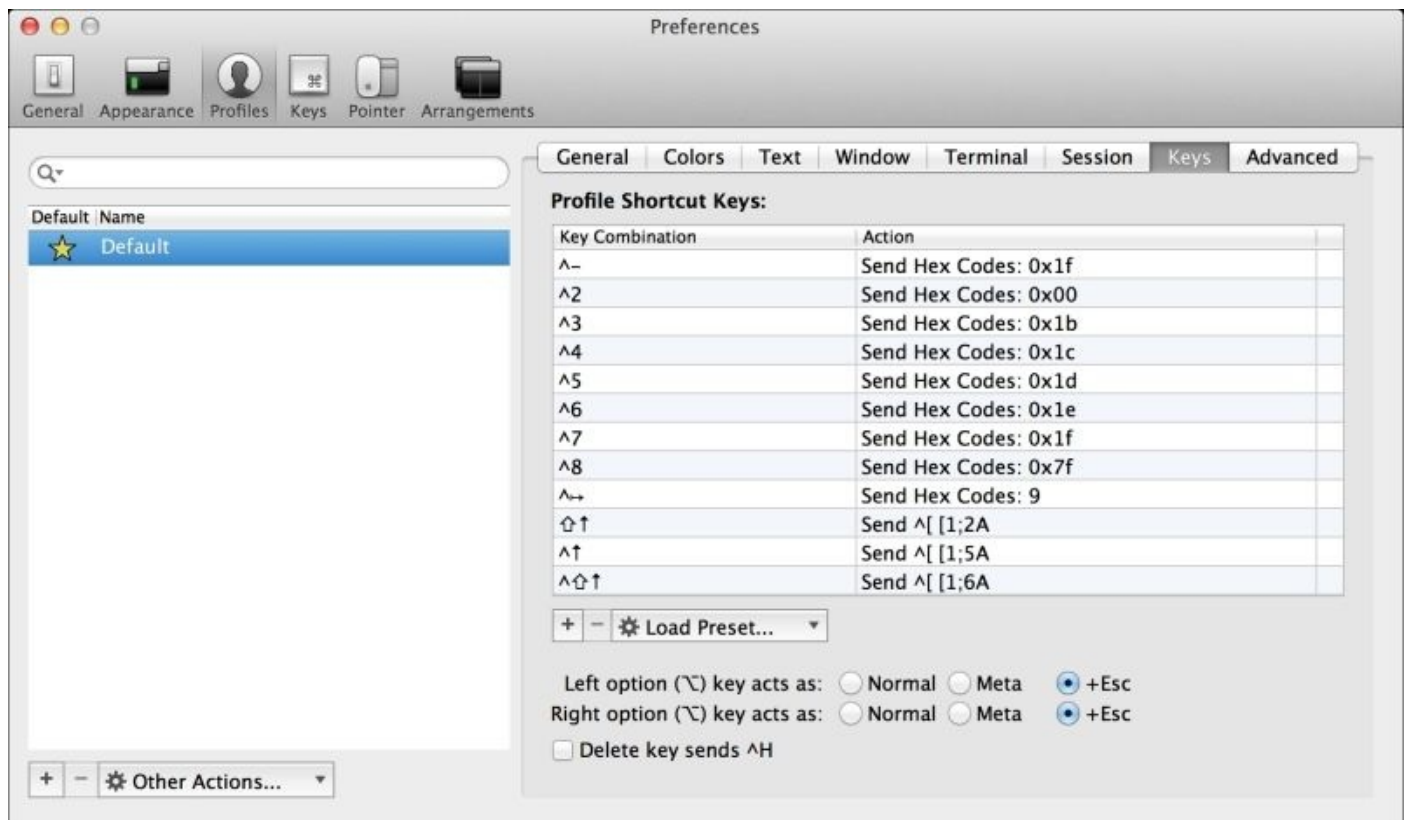 Preferences
General Appearance Profiles Keys Pointer Arrangements
General Colors Text Window Terminal Session Keys Advanced
Default Name
Default
Profile Shortcut Keys:
Key Combination Action
^- Send Hex Codes: 0x1f
^2 Send Hex Codes: 0x00
^3 Send Hex Codes: 0x1b
^4 Send Hex Codes: 0x1c
^5 Send Hex Codes: 0x1d
^6 Send Hex Codes: 0x1e
^7 Send Hex Codes: 0x1f
^8 Send Hex Codes: 0x7f
^↦ Send Hex Codes: 9
⇧↑ Send ^[ [1;2A
^↑ Send ^[ [1;5A
^⇧↑ Send ^[ [1;6A
+ - Load Preset...
Left option (⌥) key acts as: Normal Meta +Esc
Right option (⌥) key acts as: Normal Meta +Esc
Delete key sends ^H
+ - Other Actions...